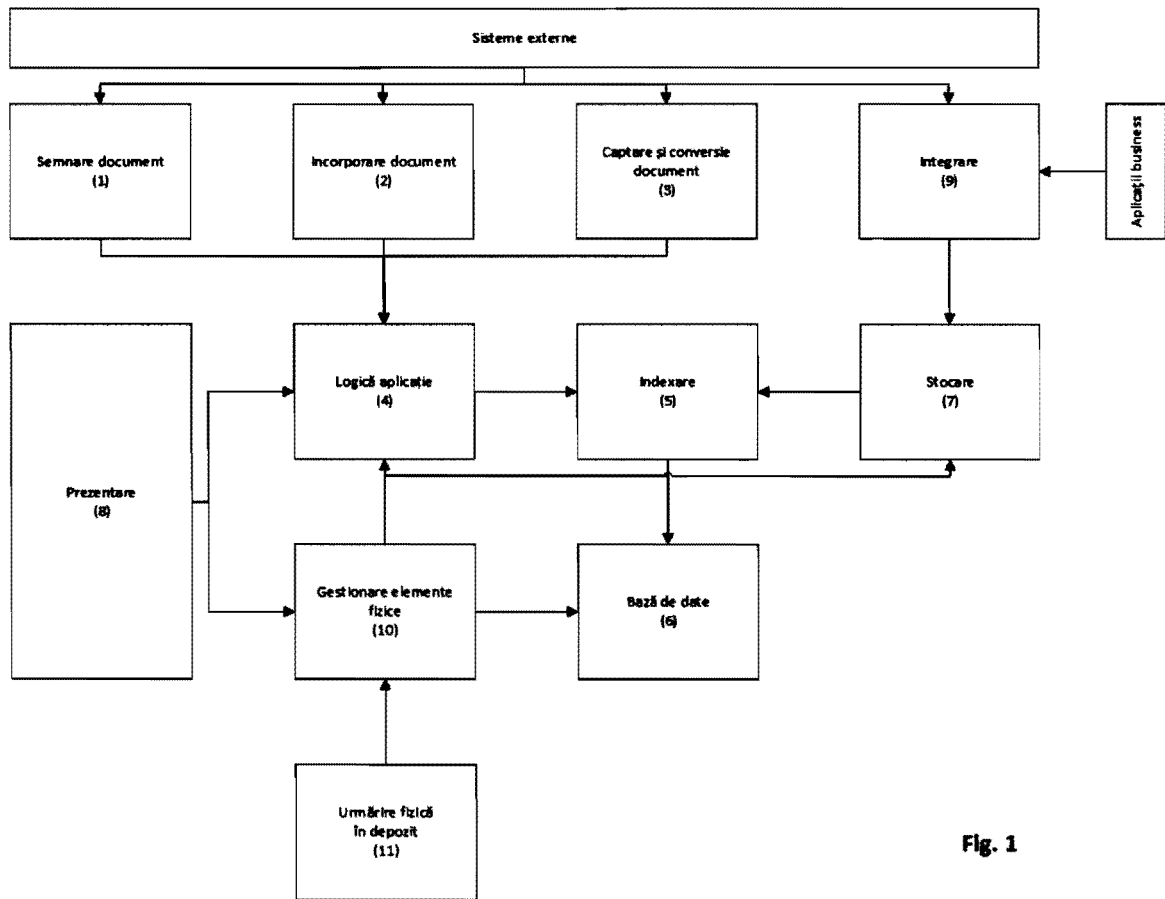 Sisteme externe
Semnare document
(1)
Incorporare document
(2)
Captare și conversie
document
(3)
Integrare
(9)
Aplicații business
Prezentare
(8)
Logică aplicație
(4)
Indexare
(5)
Stocare
(7)
Gestionare elemente
fizice
(10)
Bază de date
(6)
Urmărire fizică
în depozit
(11)
Fig. 1